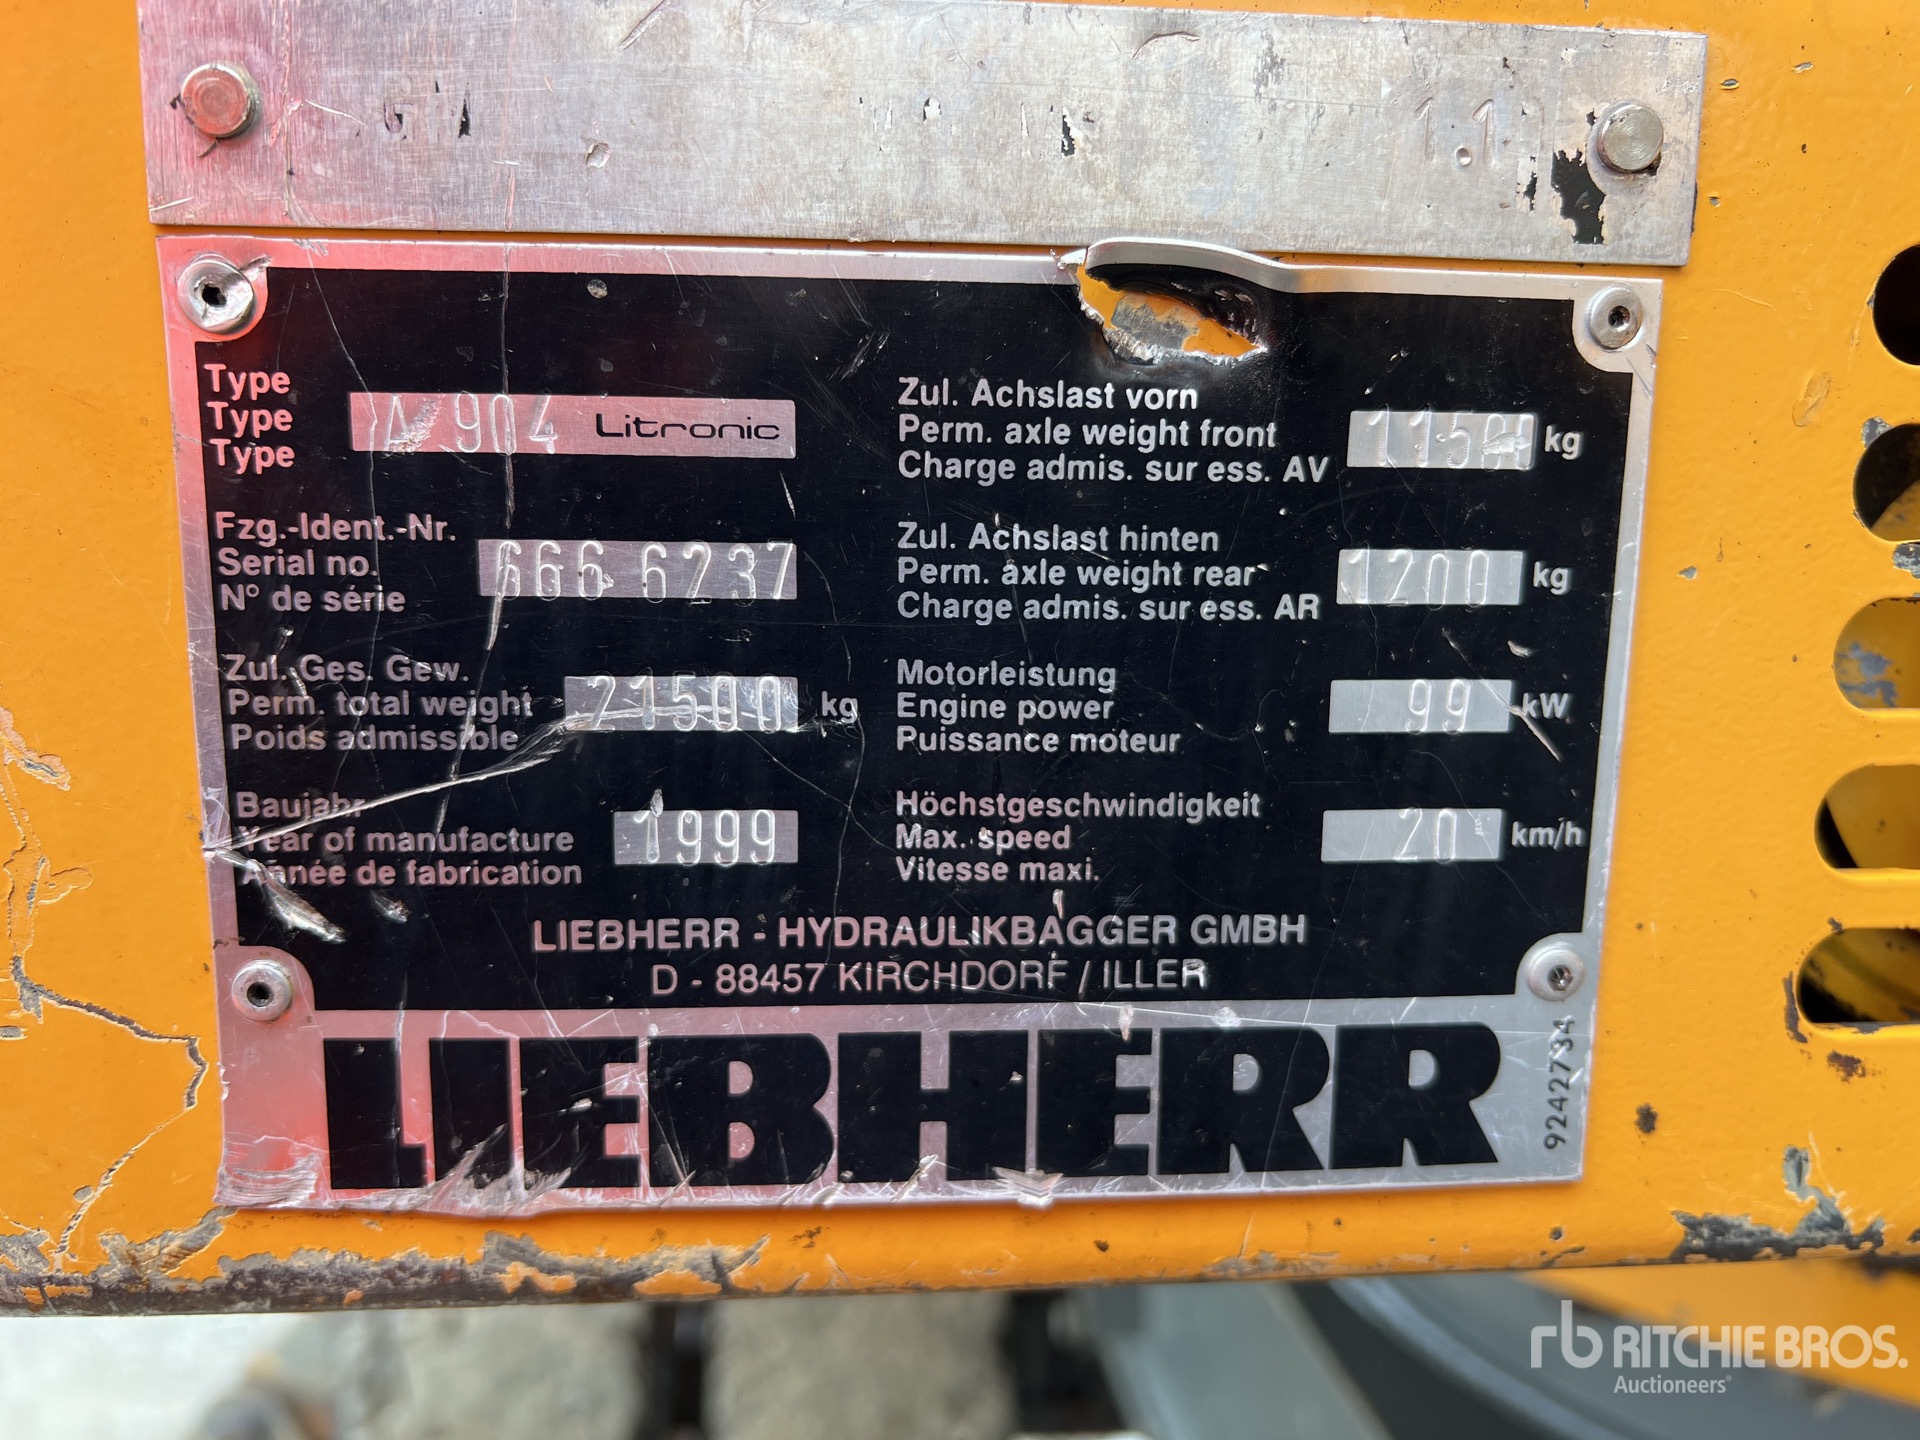 Type
Type
Type
A 904 Litronic
Fzg.-Ident.-Nr.
Serial no.
N° de série
666 6237
Zul. Ges. Gew.
Perm. total weight
Poids admissible
21500 kg
Baujahr
Year of manufacture
Année de fabrication
1999
Zul. Achslast vorn
Perm. axle weight front
Charge admis. sur ess. AV
11500 kg
Zul. Achslast hinten
Perm. axle weight rear
Charge admis. sur ess. AR
1200 kg
Motorleistung
Engine power
Puissance moteur
99 kW
Höchstgeschwindigkeit
Max. speed
Vitesse maxi.
20 km/h
LIEBHERR - HYDRAULIKBAGGER GMBH
D - 88457 KIRCHDORF / ILLER
LIEBHERR
9242734
rb RITCHIE BROS.
Auctioneers